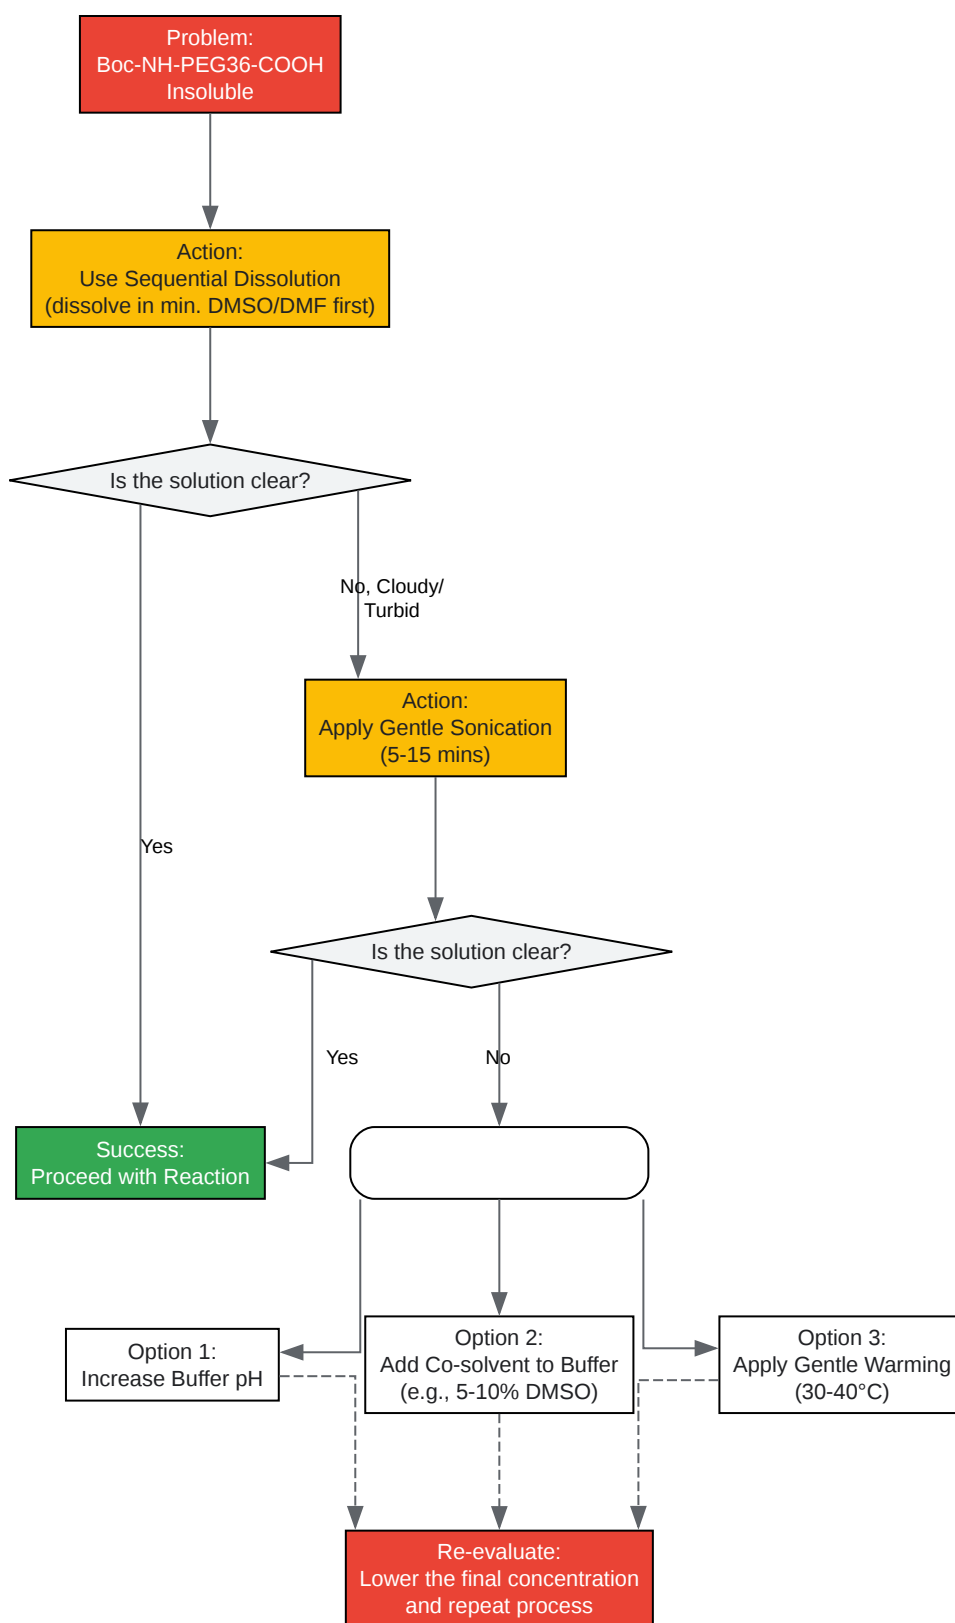 Problem:
Boc-NH-PEG36-COOH
Insoluble
Action:
Use Sequential Dissolution
(dissolve in min. DMSO/DMF first)
Is the solution clear?
No, Cloudy/
Turbid
Action:
Apply Gentle Sonication
(5-15 mins)
Yes
Is the solution clear?
Yes
No
Success:
Proceed with Reaction
Option 1:
Increase Buffer pH
Option 2:
Add Co-solvent to Buffer
(e.g., 5-10% DMSO)
Option 3:
Apply Gentle Warming
(30-40°C)
Re-evaluate:
Lower the final concentration
and repeat process